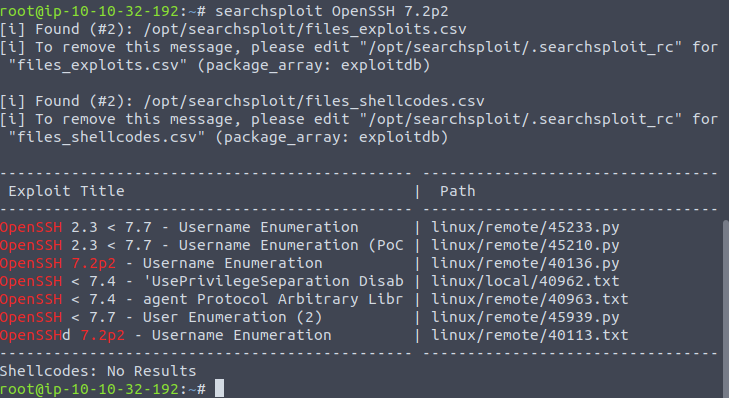 root@ip-10-10-32-192:~# searchsploit OpenSSH 7.2p2
[i] Found (#2): /opt/searchsploit/files_exploits.csv
[i] To remove this message, please edit "/opt/searchsploit/.searchsploit_rc" for
 "files_exploits.csv" (package_array: exploitdb)
[i] Found (#2): /opt/searchsploit/files_shellcodes.csv
[i] To remove this message, please edit "/opt/searchsploit/.searchsploit_rc" for
 "files_shellcodes.csv" (package_array: exploitdb)
---------------------------------------------- ---------------------------------
 Exploit Title                                |  Path
---------------------------------------------- ---------------------------------
OpenSSH 2.3 < 7.7 - Username Enumeration      | linux/remote/45233.py
OpenSSH 2.3 < 7.7 - Username Enumeration (PoC | linux/remote/45210.py
OpenSSH 7.2p2 - Username Enumeration          | linux/remote/40136.py
OpenSSH < 7.4 - 'UsePrivilegeSeparation Disab | linux/local/40962.txt
OpenSSH < 7.4 - agent Protocol Arbitrary Libr | linux/remote/40963.txt
OpenSSH < 7.7 - User Enumeration (2)          | linux/remote/45939.py
OpenSSHd 7.2p2 - Username Enumeration         | linux/remote/40113.txt
---------------------------------------------- ---------------------------------
Shellcodes: No Results
root@ip-10-10-32-192:~#